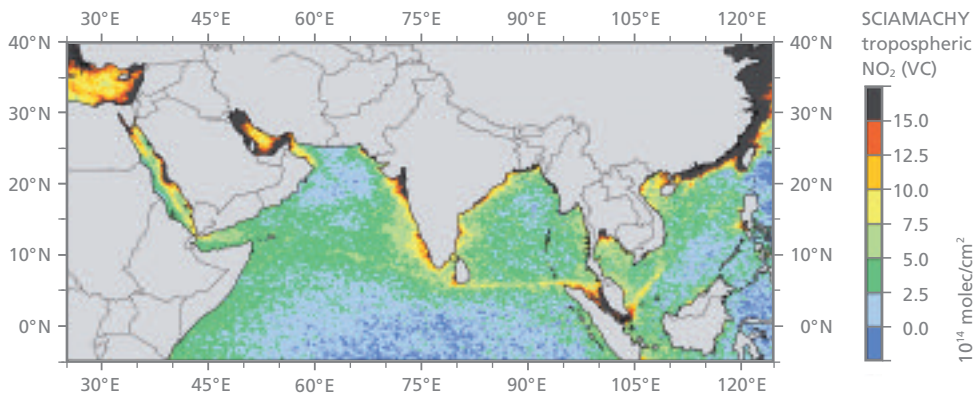 30°E 45°E 60°E 75°E 90°E 105°E 120°E
SCIAMACHY
tropospheric
NO₂ (VC)
40°N 40°N
30°N 30°N
20°N 20°N
10°N 10°N
0°N 0°N
15.0
12.5
10.0
7.5
5.0
2.5
0.0
10¹⁴ molec/cm²
30°E 45°E 60°E 75°E 90°E 105°E 120°E